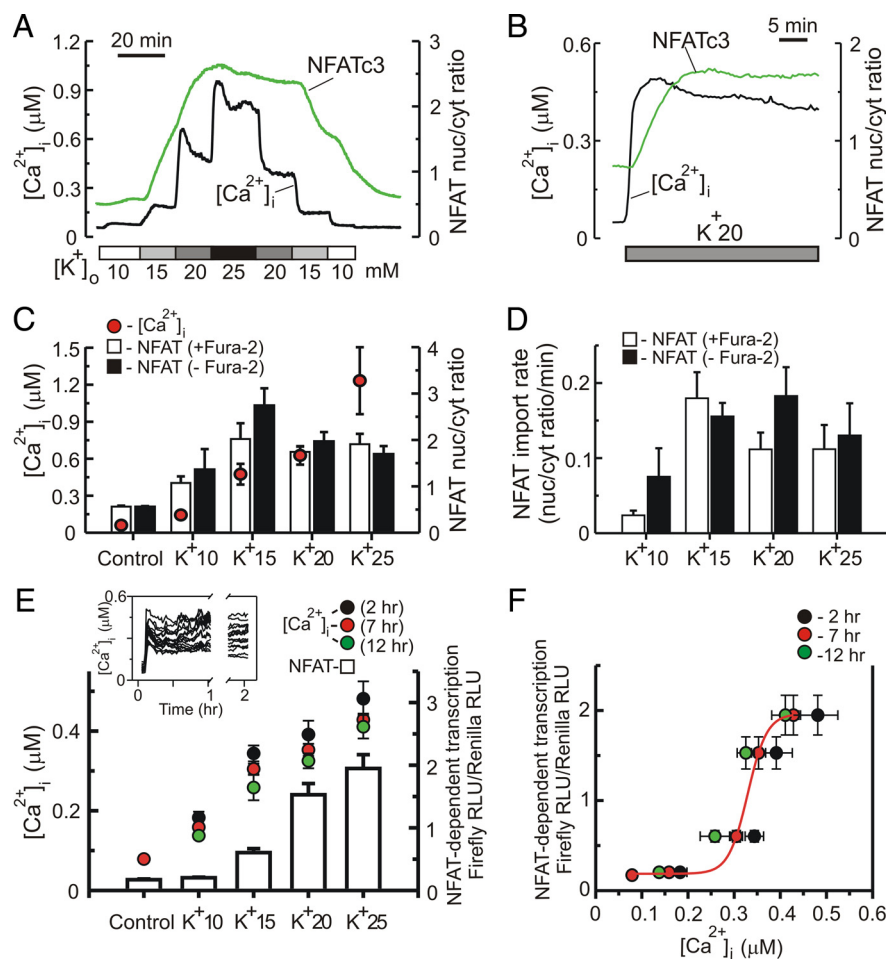 A
20 min
1.2
0.9
0.6
0.3
0
[Ca2+]i (μM)
NFATc3
[Ca2+]i
3
2
1
0
NFAT nuc/cyt ratio
[K+]o
10 15 20 25 20 15 10 mM
B
5 min
0.6
0.3
0
[Ca2+]i (μM)
NFATc3
[Ca2+]i
2
1
0
NFAT nuc/cyt ratio
K+20
C
- [Ca2+]i
- NFAT (+Fura-2)
- NFAT (- Fura-2)
1.5
1.2
0.9
0.6
0.3
0
[Ca2+]i (μM)
4
3
2
1
0
NFAT nuc/cyt ratio
Control K+10 K+15 K+20 K+25
D
- NFAT (+Fura-2)
- NFAT (- Fura-2)
0.2
0.1
0
NFAT import rate
(nuc/cyt ratio/min)
K+10 K+15 K+20 K+25
E
0.6
0.3
0
[Ca2+]i (μM)
0 1 2
Time (hr)
[Ca2+]i
(2 hr)
(7 hr)
(12 hr)
NFAT-
0.4
0.2
0
[Ca2+]i (μM)
3
2
1
0
NFAT-dependent transcription
Firefly RLU/Renilla RLU
Control K+10 K+15 K+20 K+25
F
- 2 hr
- 7 hr
-12 hr
2
1
0
NFAT-dependent transcription
Firefly RLU/Renilla RLU
0 0.1 0.2 0.3 0.4 0.5 0.6
[Ca2+]i (μM)